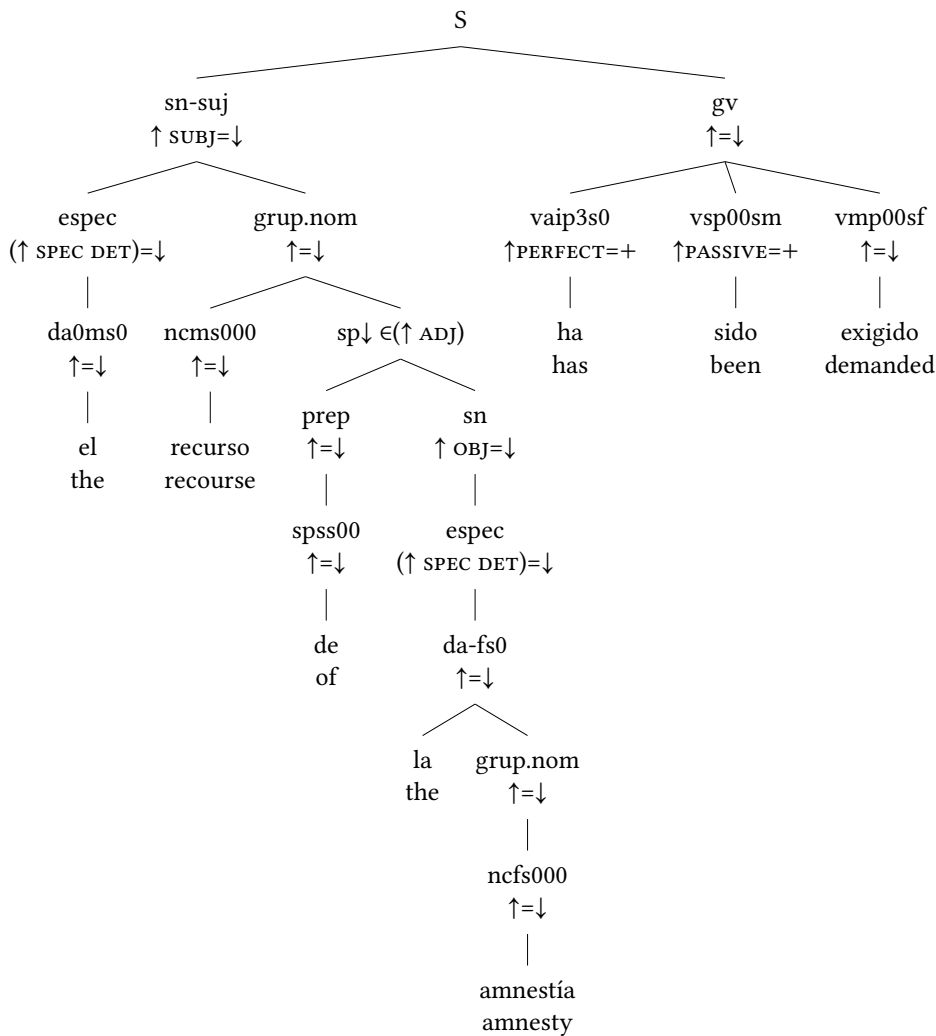 S
sn-suj gv
↑ SUBJ=↓ ↑=↓
espec grup.nom vaip3s0 vsp00sm vmp00sf
(↑ SPEC DET)=↓ ↑=↓ ↑PERFECT=+ ↑PASSIVE=+ ↑=↓
da0ms0 ncms000 sp↓ ∈(↑ ADJ) ha sido exigido
↑=↓ ↑=↓ has been demanded
prep sn
↑=↓ ↑ OBJ=↓
el recurso
the recourse
spss00 espec
↑=↓ (↑ SPEC DET)=↓
de da-fs0
of ↑=↓
la grup.nom
the ↑=↓
ncfs000
↑=↓
amnestía
amnesty